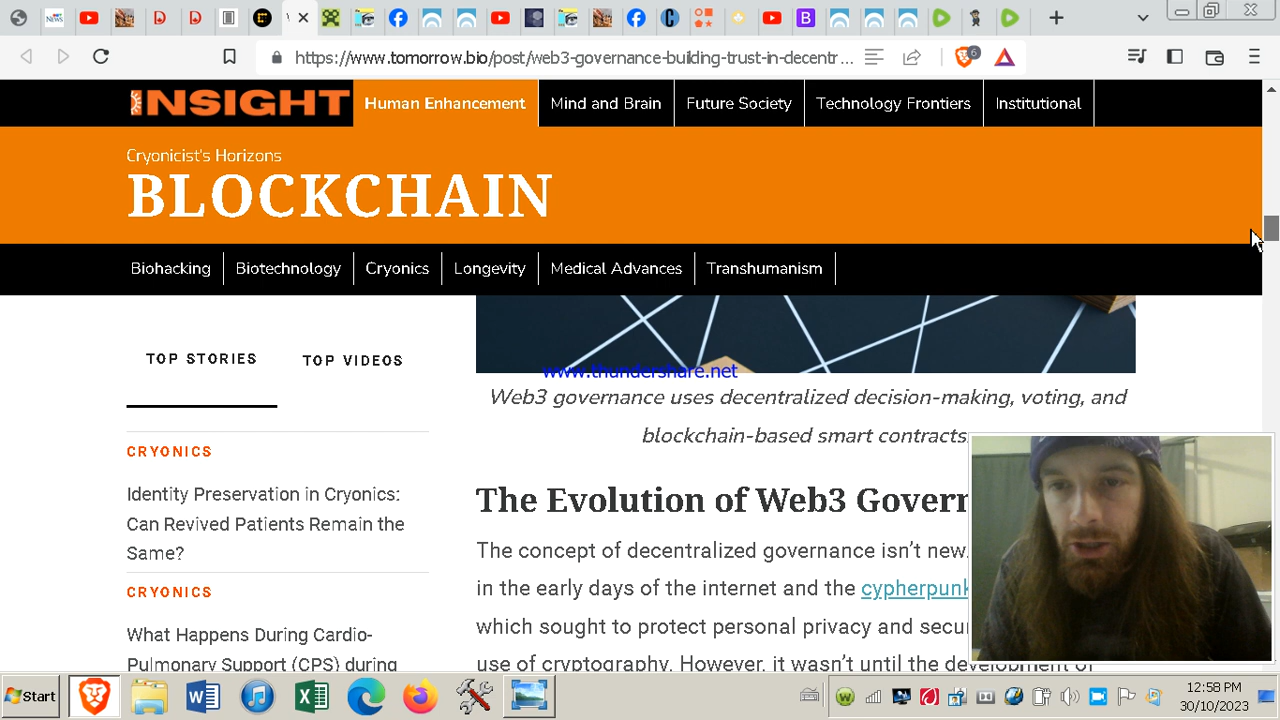 https://www.tomorrow.bio/post/web3-governance-building-trust-in-decentr…
6
INSIGHT
Human Enhancement
Mind and Brain
Future Society
Technology Frontiers
Institutional
Cryonicist's Horizons
BLOCKCHAIN
Biohacking
Biotechnology
Cryonics
Longevity
Medical Advances
Transhumanism
TOP STORIES
TOP VIDEOS
CRYONICS
Identity Preservation in Cryonics:
Can Revived Patients Remain the
Same?
CRYONICS
What Happens During Cardio-
Pulmonary Support (CPS) during
www.thundershare.net
Web3 governance uses decentralized decision-making, voting, and
blockchain-based smart contracts.
The Evolution of Web3 Govern
The concept of decentralized governance isn't new.
in the early days of the internet and the cypherpunk
which sought to protect personal privacy and secu
use of cryptography. However, it wasn't until the development of
Start
12:58 PM
30/10/2023